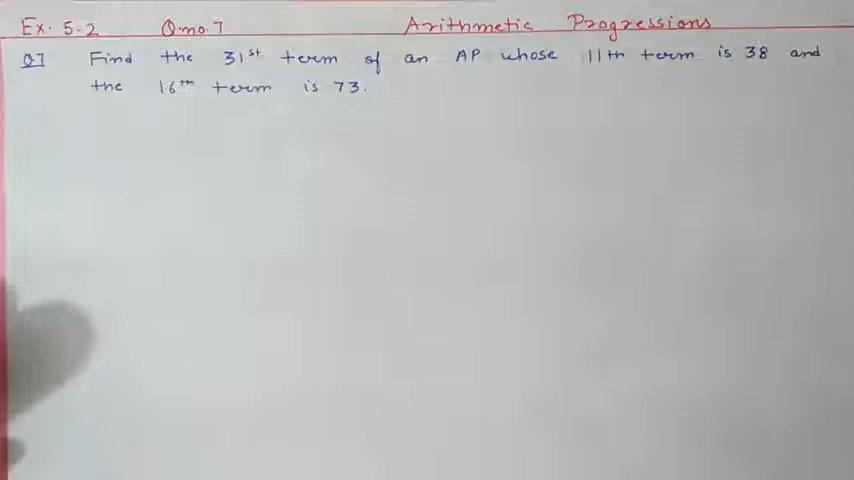 Ex. 5.2 Q.no.7 Arithmetic Progressions
Q7 Find the 31st term of an AP whose 11th term is 38 and
the 16th term is 73.